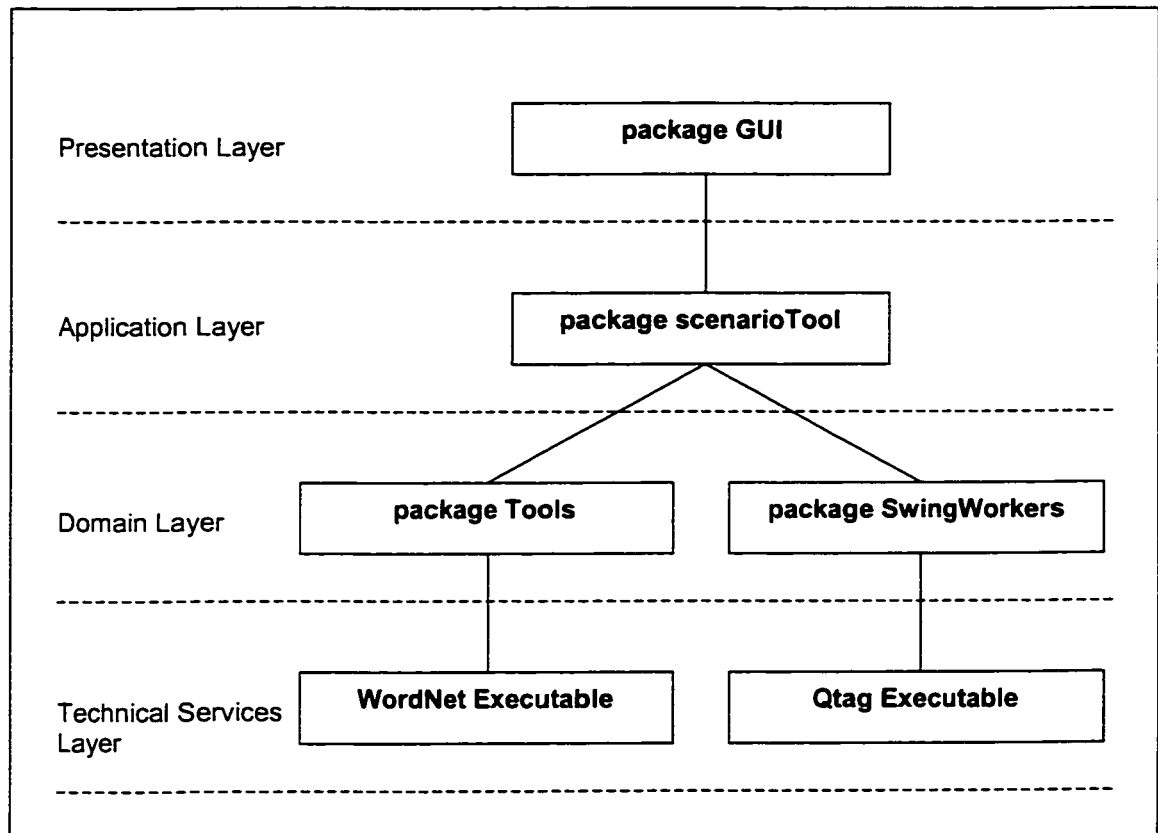 package GUI
Presentation Layer
package scenarioTool
Application Layer
package Tools
package SwingWorkers
Domain Layer
WordNet Executable
Qtag Executable
Technical Services
Layer